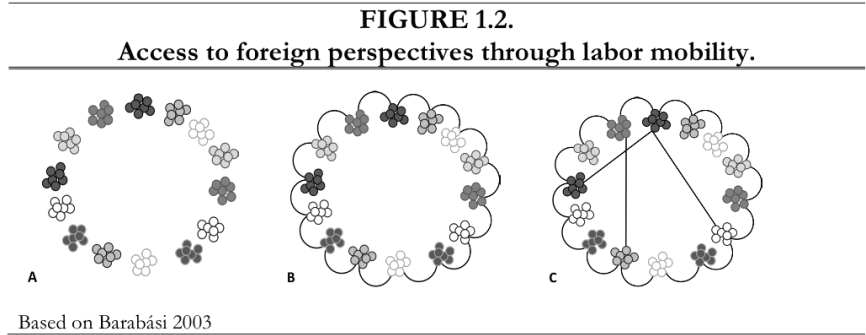 FIGURE 1.2.
Access to foreign perspectives through labor mobility.
A
B
C
Based on Barabási 2003